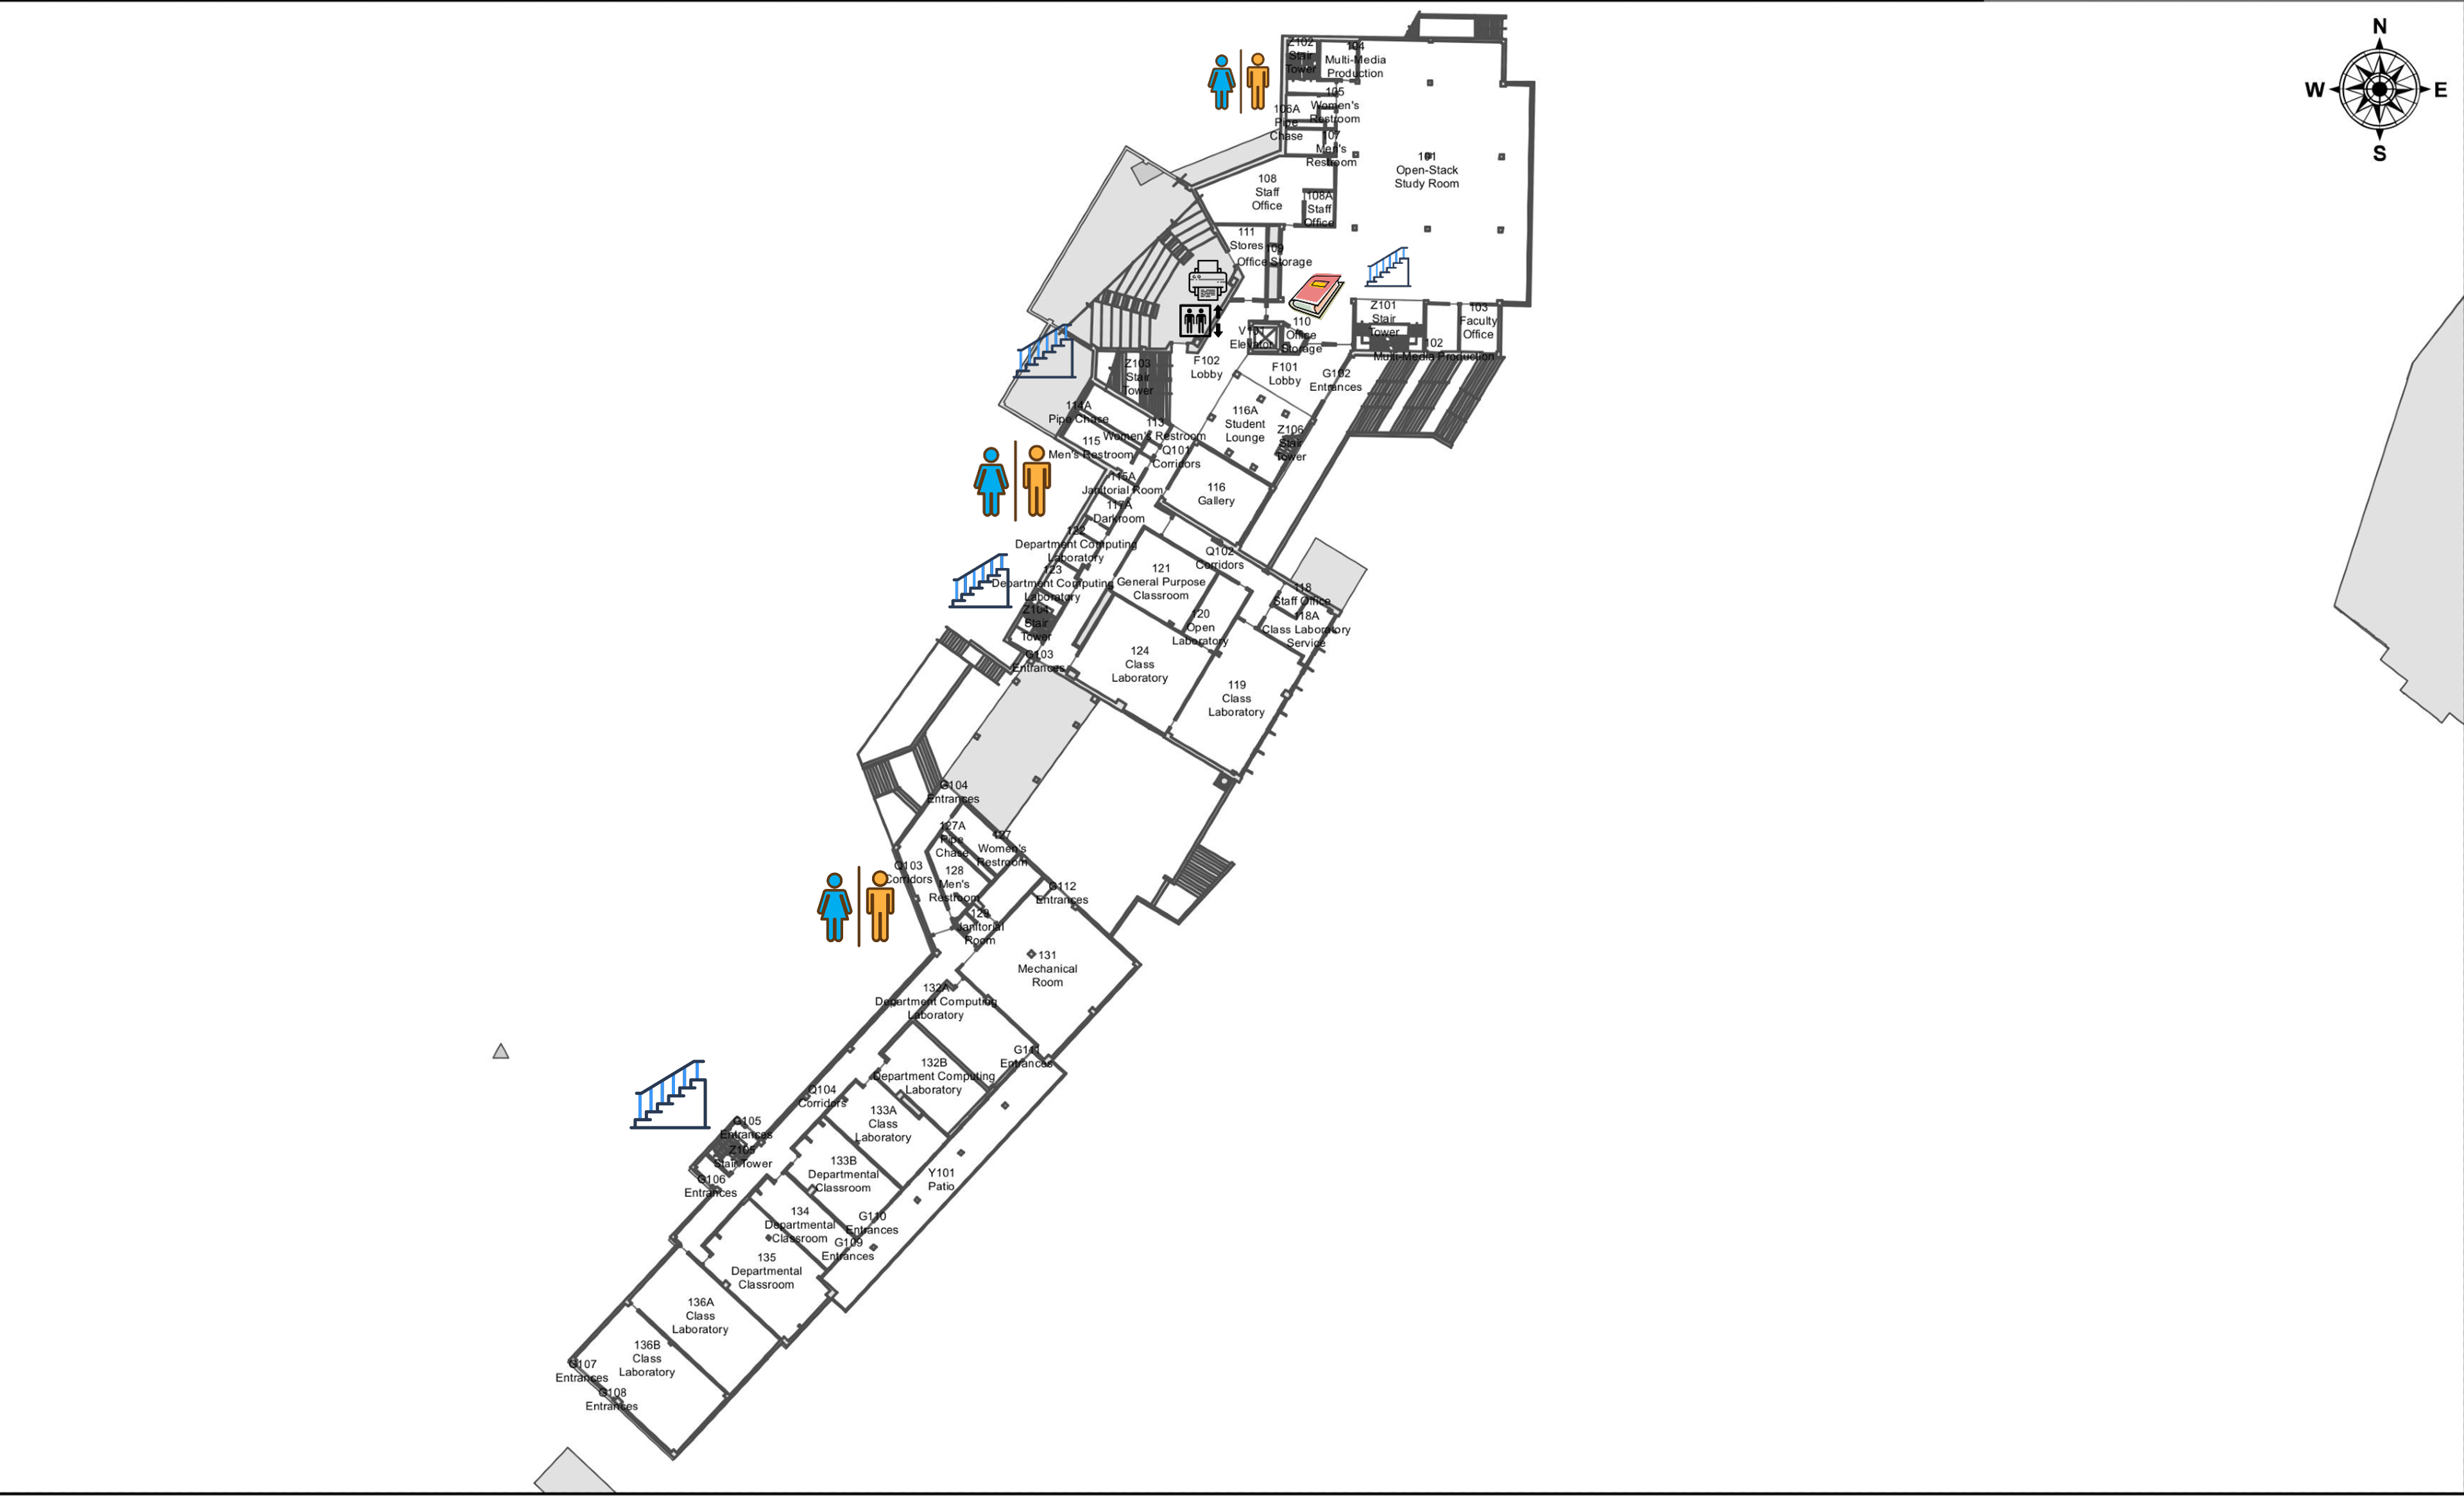 N
W
E
S
Z102
Stair
Tower
104
Multi-Media
Production
105
Women's
Restroom
106A
Pipe
Chase
107
Men's
Restroom
101
Open-Stack
Study Room
108
Staff
Office
108A
Staff
Office
111
Stores
109
Office Storage
Z101
Stair
Tower
103
Faculty
Office
102
Multi-Media Production
110
Office
Storage
V101
Elevator
F102
Lobby
F101
Lobby
G102
Entrances
Z103
Stair
Tower
114A
Pipe Chase
113
Women's Restroom
115
Men's Restroom
116A
Student
Lounge
Z106
Stair
Tower
Q101
Corridors
115A
Janitorial Room
116
Gallery
117A
Darkroom
122
Department Computing
Laboratory
Q102
Corridors
123
Department Computing
Laboratory
121
General Purpose
Classroom
118
Staff Office
118A
Class Laboratory
Service
Z104
Stair
Tower
120
Open
Laboratory
G103
Entrances
124
Class
Laboratory
119
Class
Laboratory
G104
Entrances
127A
Pipe
Chase
127
Women's
Restroom
Q103
Corridors
128
Men's
Restroom
G112
Entrances
129
Janitorial
Room
131
Mechanical
Room
132A
Department Computing
Laboratory
G111
Entrances
132B
Department Computing
Laboratory
Q104
Corridors
133A
Class
Laboratory
G105
Entrances
Z105
Stair Tower
133B
Departmental
Classroom
Y101
Patio
G106
Entrances
134
Departmental
Classroom
G110
Entrances
G109
Entrances
135
Departmental
Classroom
136A
Class
Laboratory
136B
Class
Laboratory
G107
Entrances
G108
Entrances